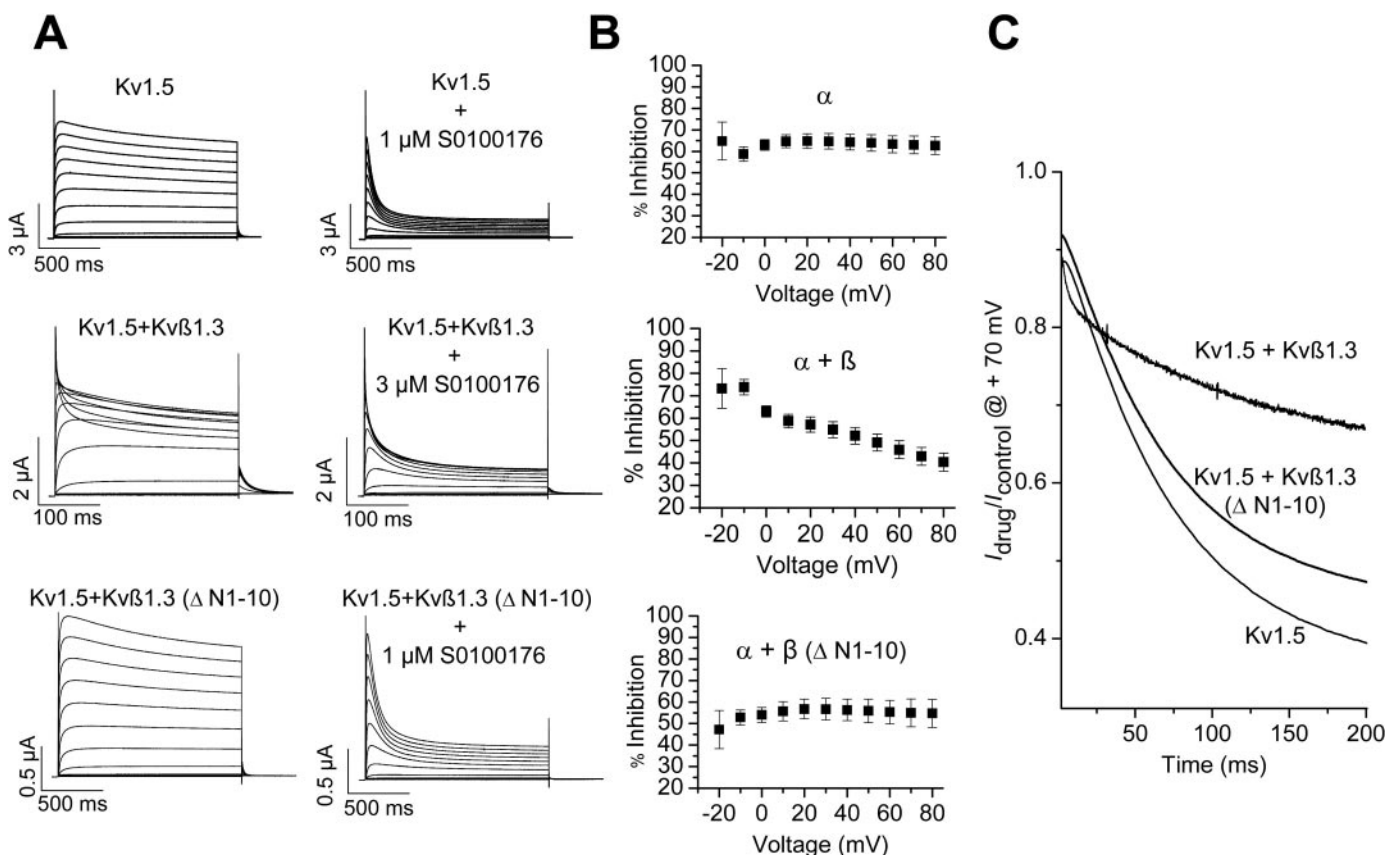 A
Kv1.5
3 µA
500 ms
Kv1.5
+
1 µM S0100176
3 µA
500 ms
Kv1.5+Kvß1.3
2 µA
100 ms
Kv1.5+Kvß1.3
+
3 µM S0100176
2 µA
100 ms
Kv1.5+Kvß1.3 (Δ N1-10)
0.5 µA
500 ms
Kv1.5+Kvß1.3 (Δ N1-10)
+
1 µM S0100176
0.5 µA
500 ms
B
α
% Inhibition
100
90
80
70
60
50
40
30
20
-20 0 20 40 60 80
Voltage (mV)
α + ß
% Inhibition
100
90
80
70
60
50
40
30
20
-20 0 20 40 60 80
Voltage (mV)
α + β (Δ N1-10)
% Inhibition
100
90
80
70
60
50
40
30
20
-20 0 20 40 60 80
Voltage (mV)
C
Idrug/Icontrol @ + 70 mV
1.0
0.8
0.6
0.4
Kv1.5 + Kvß1.3
Kv1.5 + Kvß1.3
(Δ N1-10)
Kv1.5
50 100 150 200
Time (ms)